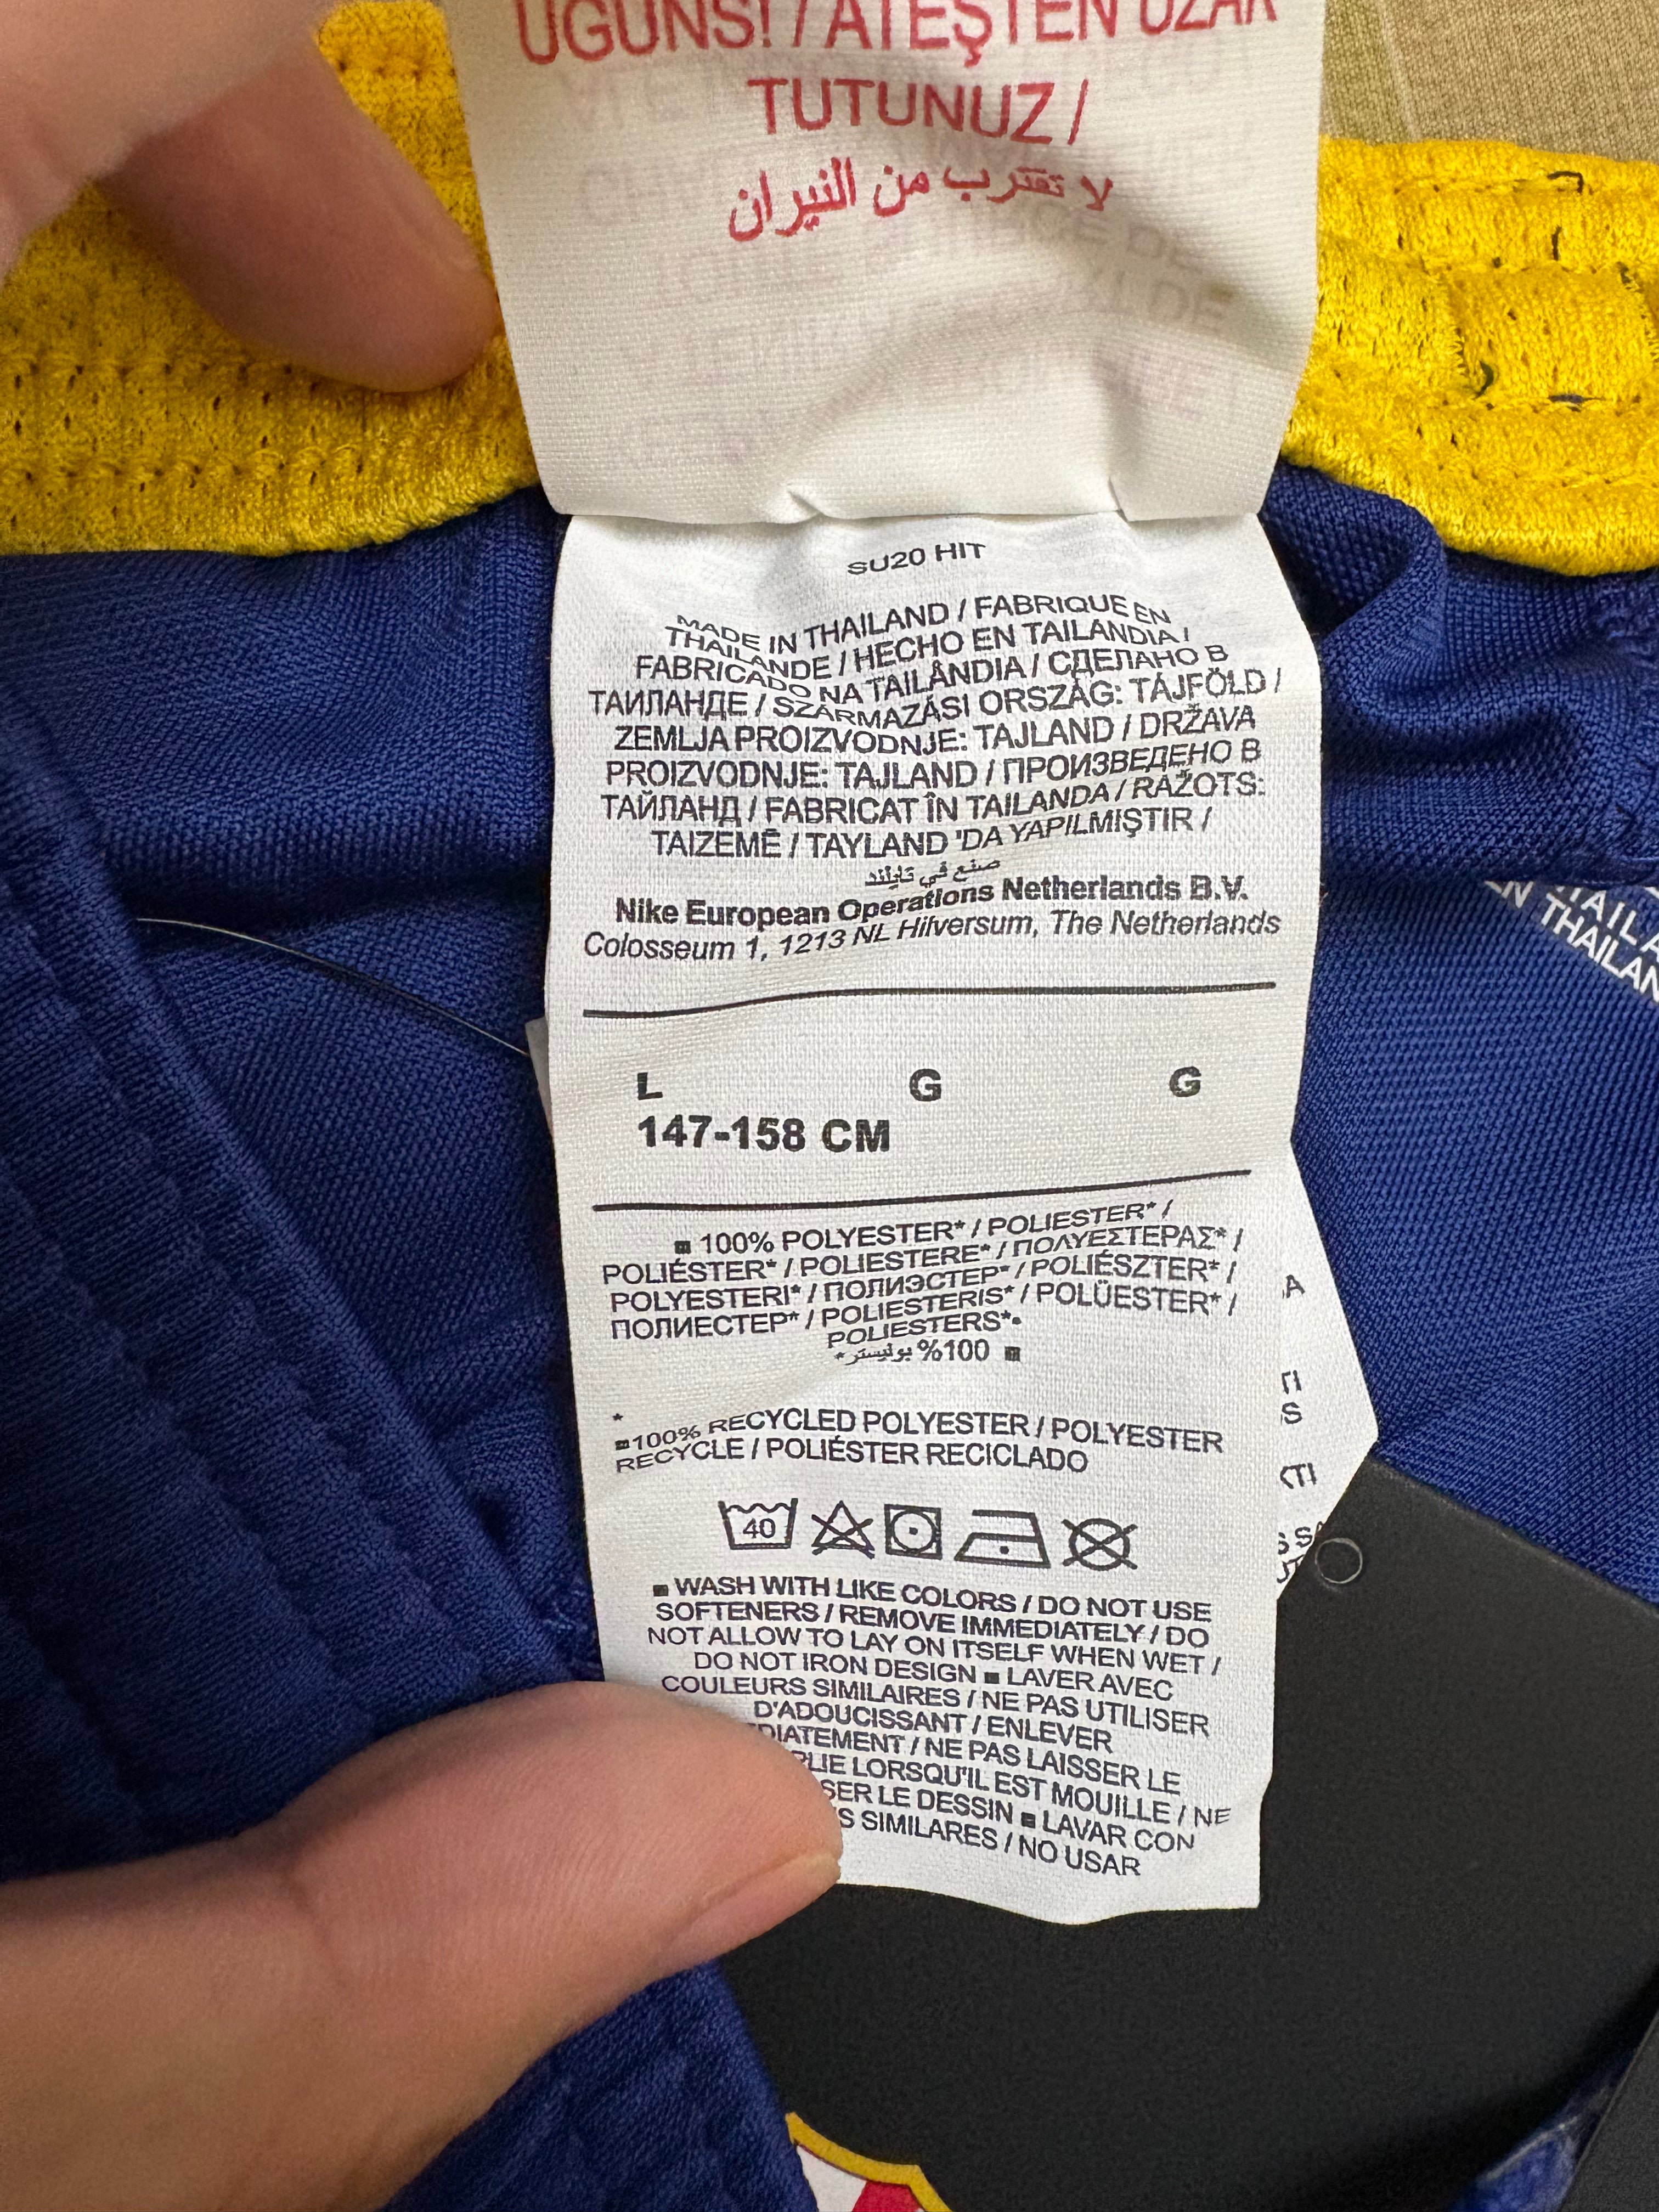 UGUNS! / ATEŞTEN UZAK
TUTUNUZ /
لا تقترب من النيران
SU20 HIT
MADE IN THAILAND / FABRIQUE EN
THAILANDE / HECHO EN TAILANDIA /
FABRICADO NA TAILÂNDIA / СДЕЛАНО В
ТАИЛАНДЕ / SZÁRMAZÁSI ORSZÁG: TÁJFÖLD /
ZEMLJA PROIZVODNJE: TAJLAND / DRŽAVA
PROIZVODNJE: TAJLAND / ПРОИЗВЕДЕНО В
ТАЙЛАНД / FABRICAT ÎN TAILANDA / RAŽOTS:
TAIZEMĒ / TAYLAND 'DA YAPILMIŞTIR /
صنع في تايلند
Nike European Operations Netherlands B.V.
Colosseum 1, 1213 NL Hilversum, The Netherlands
L G G
147-158 CM
100% POLYESTER* / POLIESTER* /
POLIÉSTER* / POLIESTERE* / ΠΟΛΥΕΣΤΕΡΑΣ* /
POLYESTERI* / ПОЛИЭСТЕР* / POLIÉSZTER* /
ПОЛИЕСТЕР* / POLIESTERIS* / POLÜESTER* /
POLIESTERS*
100% بوليستر*
*
100% RECYCLED POLYESTER / POLYESTER
RECYCLE / POLIÉSTER RECICLADO
40
WASH WITH LIKE COLORS / DO NOT USE
SOFTENERS / REMOVE IMMEDIATELY / DO
NOT ALLOW TO LAY ON ITSELF WHEN WET /
DO NOT IRON DESIGN ■ LAVER AVEC
COULEURS SIMILAIRES / NE PAS UTILISER
D'ADOUCISSANT / ENLEVER
DIATEMENT / NE PAS LAISSER LE
PLIE LORSQU'IL EST MOUILLE / NE
SER LE DESSIN ■ LAVAR CON
S SIMILARES / NO USAR